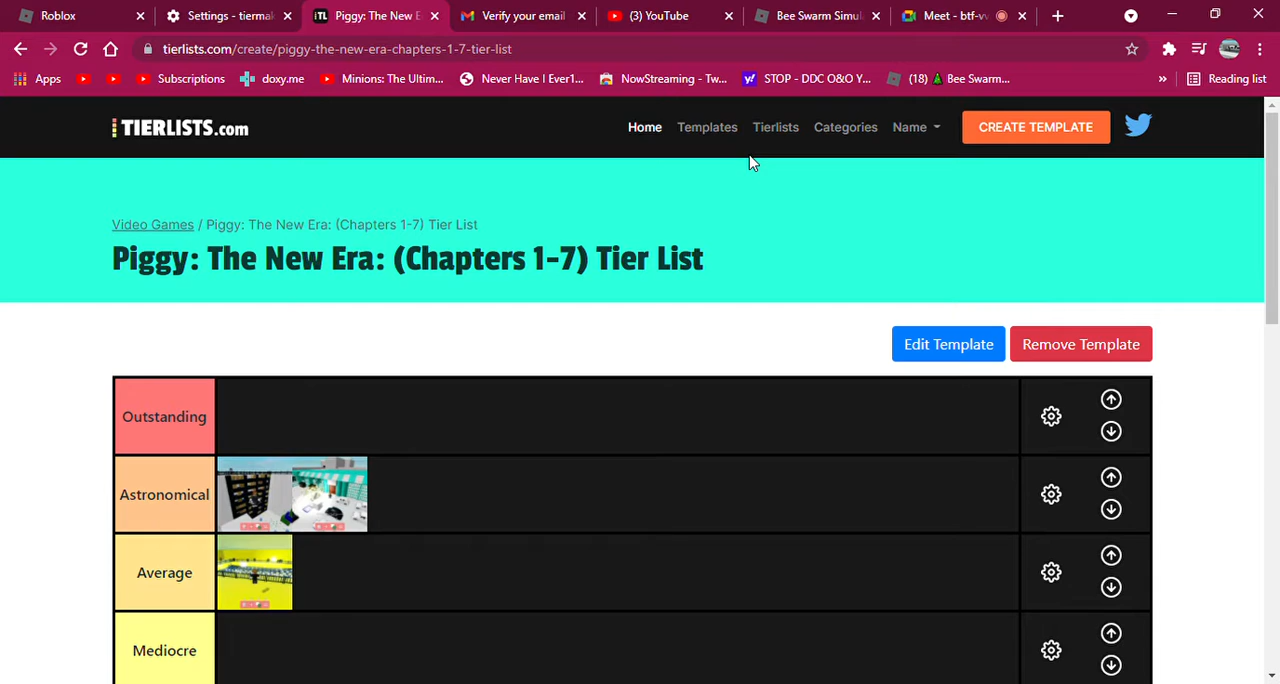 Roblox
Settings - tiermak
Piggy: The New E
Verify your email
(3) YouTube
Bee Swarm Simul
Meet - btf-vv
tierlists.com/create/piggy-the-new-era-chapters-1-7-tier-list
Apps
Subscriptions
doxy.me
Minions: The Ultim...
Never Have I Ever1...
NowStreaming - Tw...
STOP - DDC O&O Y...
(18) Bee Swarm...
»
Reading list
TIERLISTS.com
Home
Templates
Tierlists
Categories
Name
CREATE TEMPLATE
Video Games / Piggy: The New Era: (Chapters 1-7) Tier List
Piggy: The New Era: (Chapters 1-7) Tier List
Edit Template
Remove Template
Outstanding
Astronomical
Average
Mediocre